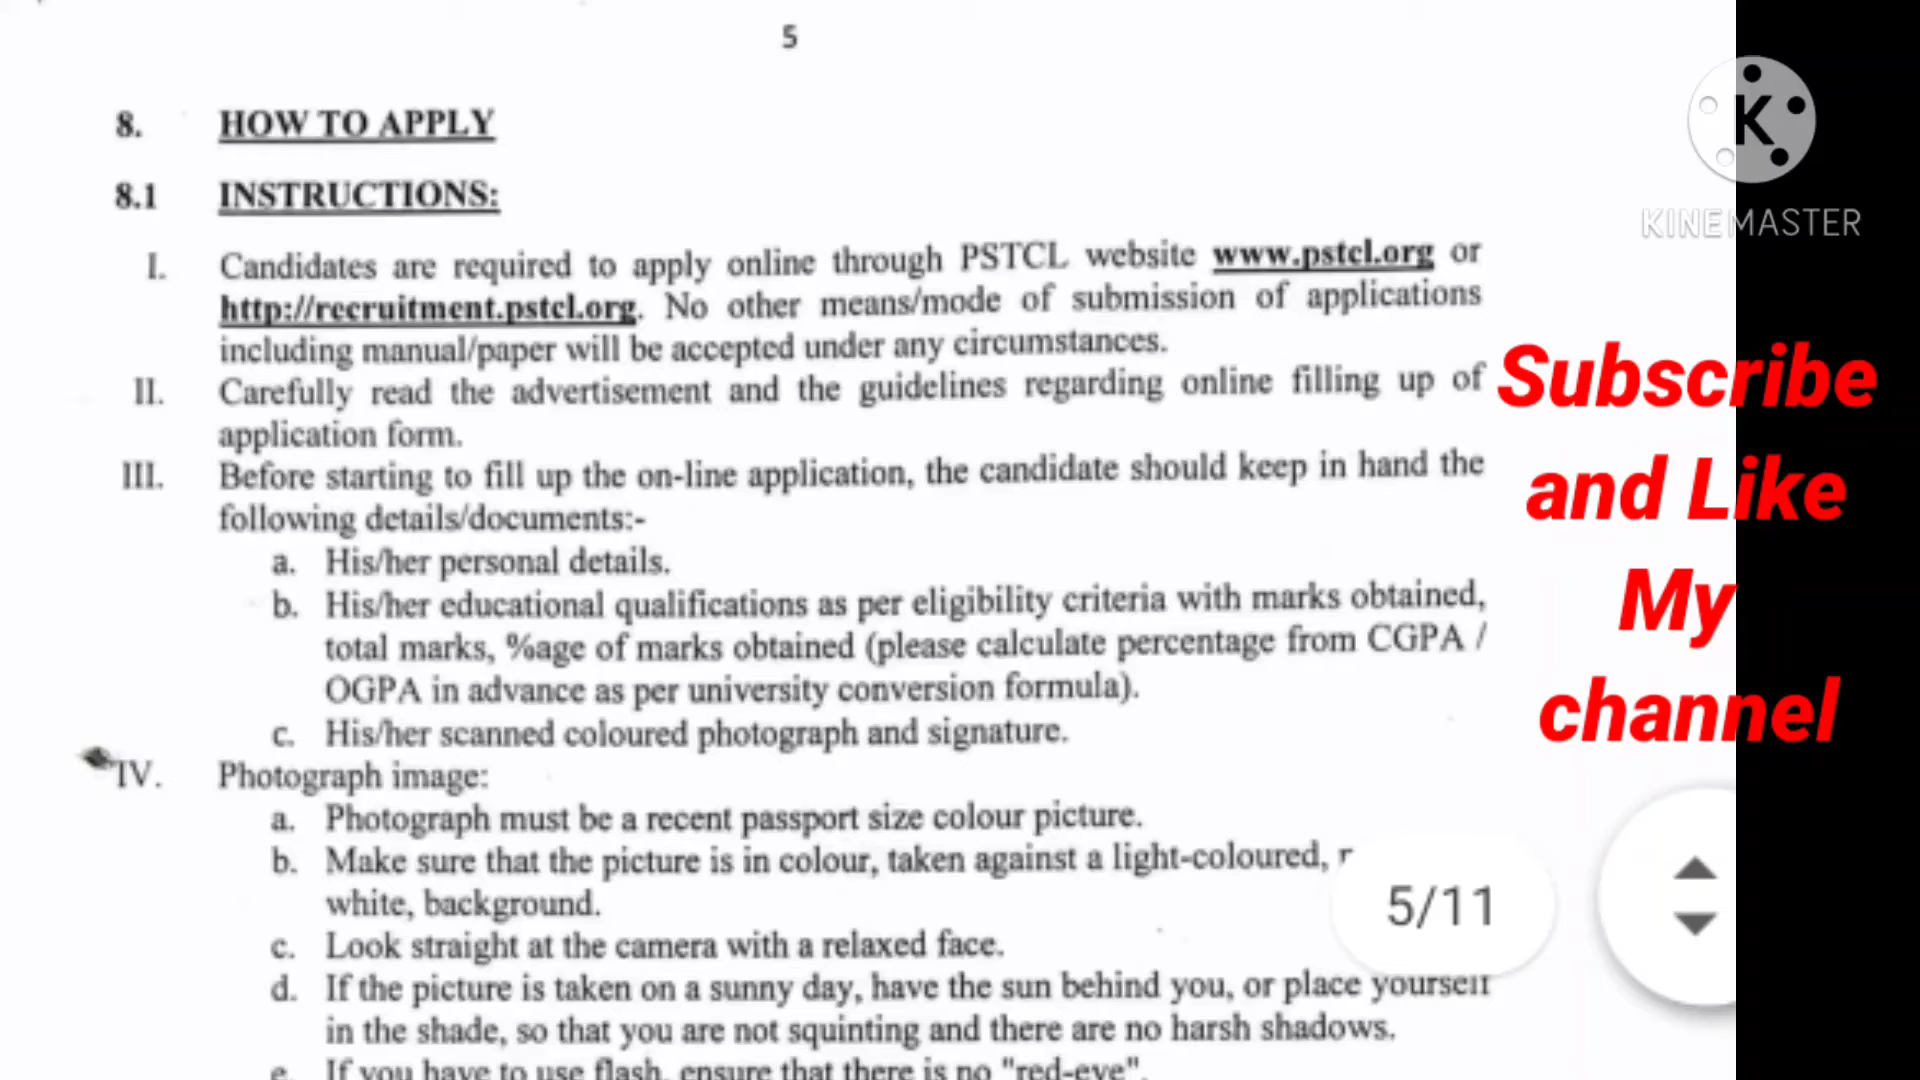 5
8. HOW TO APPLY
8.1 INSTRUCTIONS:
I. Candidates are required to apply online through PSTCL website www.pstcl.org or
http://recruitment.pstcl.org. No other means/mode of submission of applications
including manual/paper will be accepted under any circumstances.
II. Carefully read the advertisement and the guidelines regarding online filling up of
application form.
III. Before starting to fill up the on-line application, the candidate should keep in hand the
following details/documents:-
a. His/her personal details.
b. His/her educational qualifications as per eligibility criteria with marks obtained,
total marks, %age of marks obtained (please calculate percentage from CGPA /
OGPA in advance as per university conversion formula).
c. His/her scanned coloured photograph and signature.
IV. Photograph image:
a. Photograph must be a recent passport size colour picture.
b. Make sure that the picture is in colour, taken against a light-coloured,
white, background.
c. Look straight at the camera with a relaxed face.
d. If the picture is taken on a sunny day, have the sun behind you, or place yourself
in the shade, so that you are not squinting and there are no harsh shadows.
e. If you have to use flash, ensure that there is no "red-eye".
5/11
K
KINEMASTER
Subscribe
and Like
My
channel